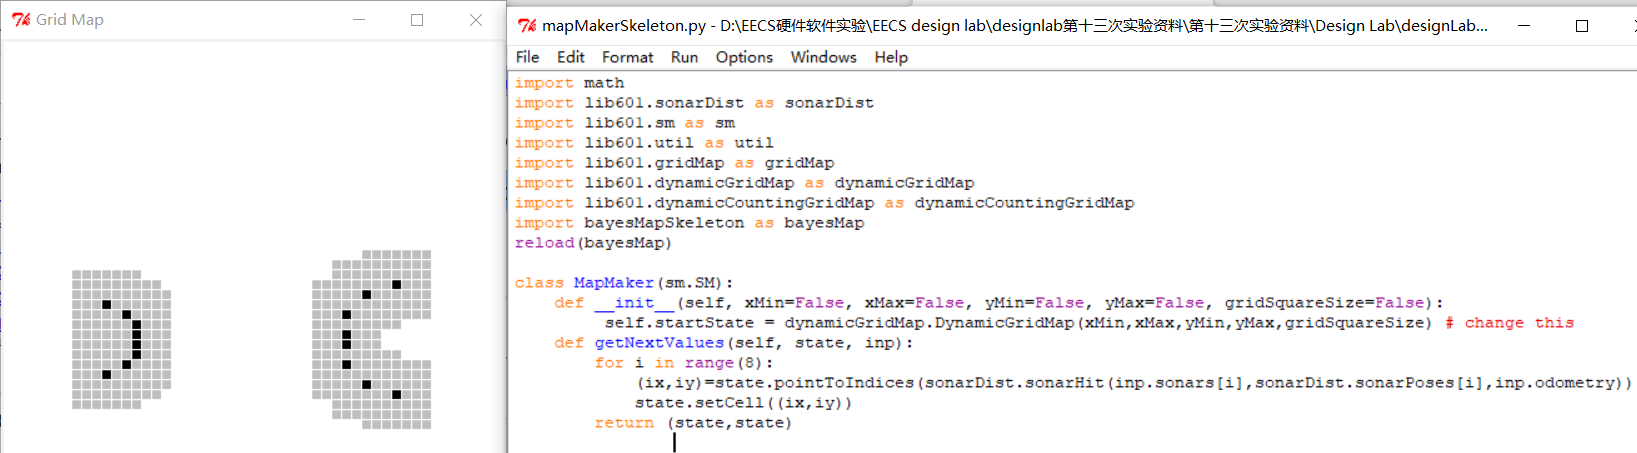 Grid Map
mapMakerSkeleton.py - D:\EECS硬件软件实验\EECS design lab\designlab第十三次实验资料\第十三次实验资料\Design Lab\designLab...
File Edit Format Run Options Windows Help
import math
import lib601.sonarDist as sonarDist
import lib601.sm as sm
import lib601.util as util
import lib601.gridMap as gridMap
import lib601.dynamicGridMap as dynamicGridMap
import lib601.dynamicCountingGridMap as dynamicCountingGridMap
import bayesMapSkeleton as bayesMap
reload(bayesMap)
class MapMaker(sm.SM):
    def __init__(self, xMin=False, xMax=False, yMin=False, yMax=False, gridSquareSize=False):
         self.startState = dynamicGridMap.DynamicGridMap(xMin,xMax,yMin,yMax,gridSquareSize) # change this
    def getNextValues(self, state, inp):
        for i in range(8):
            (ix,iy)=state.pointToIndices(sonarDist.sonarHit(inp.sonars[i],sonarDist.sonarPoses[i],inp.odometry))
            state.setCell((ix,iy))
        return (state,state)